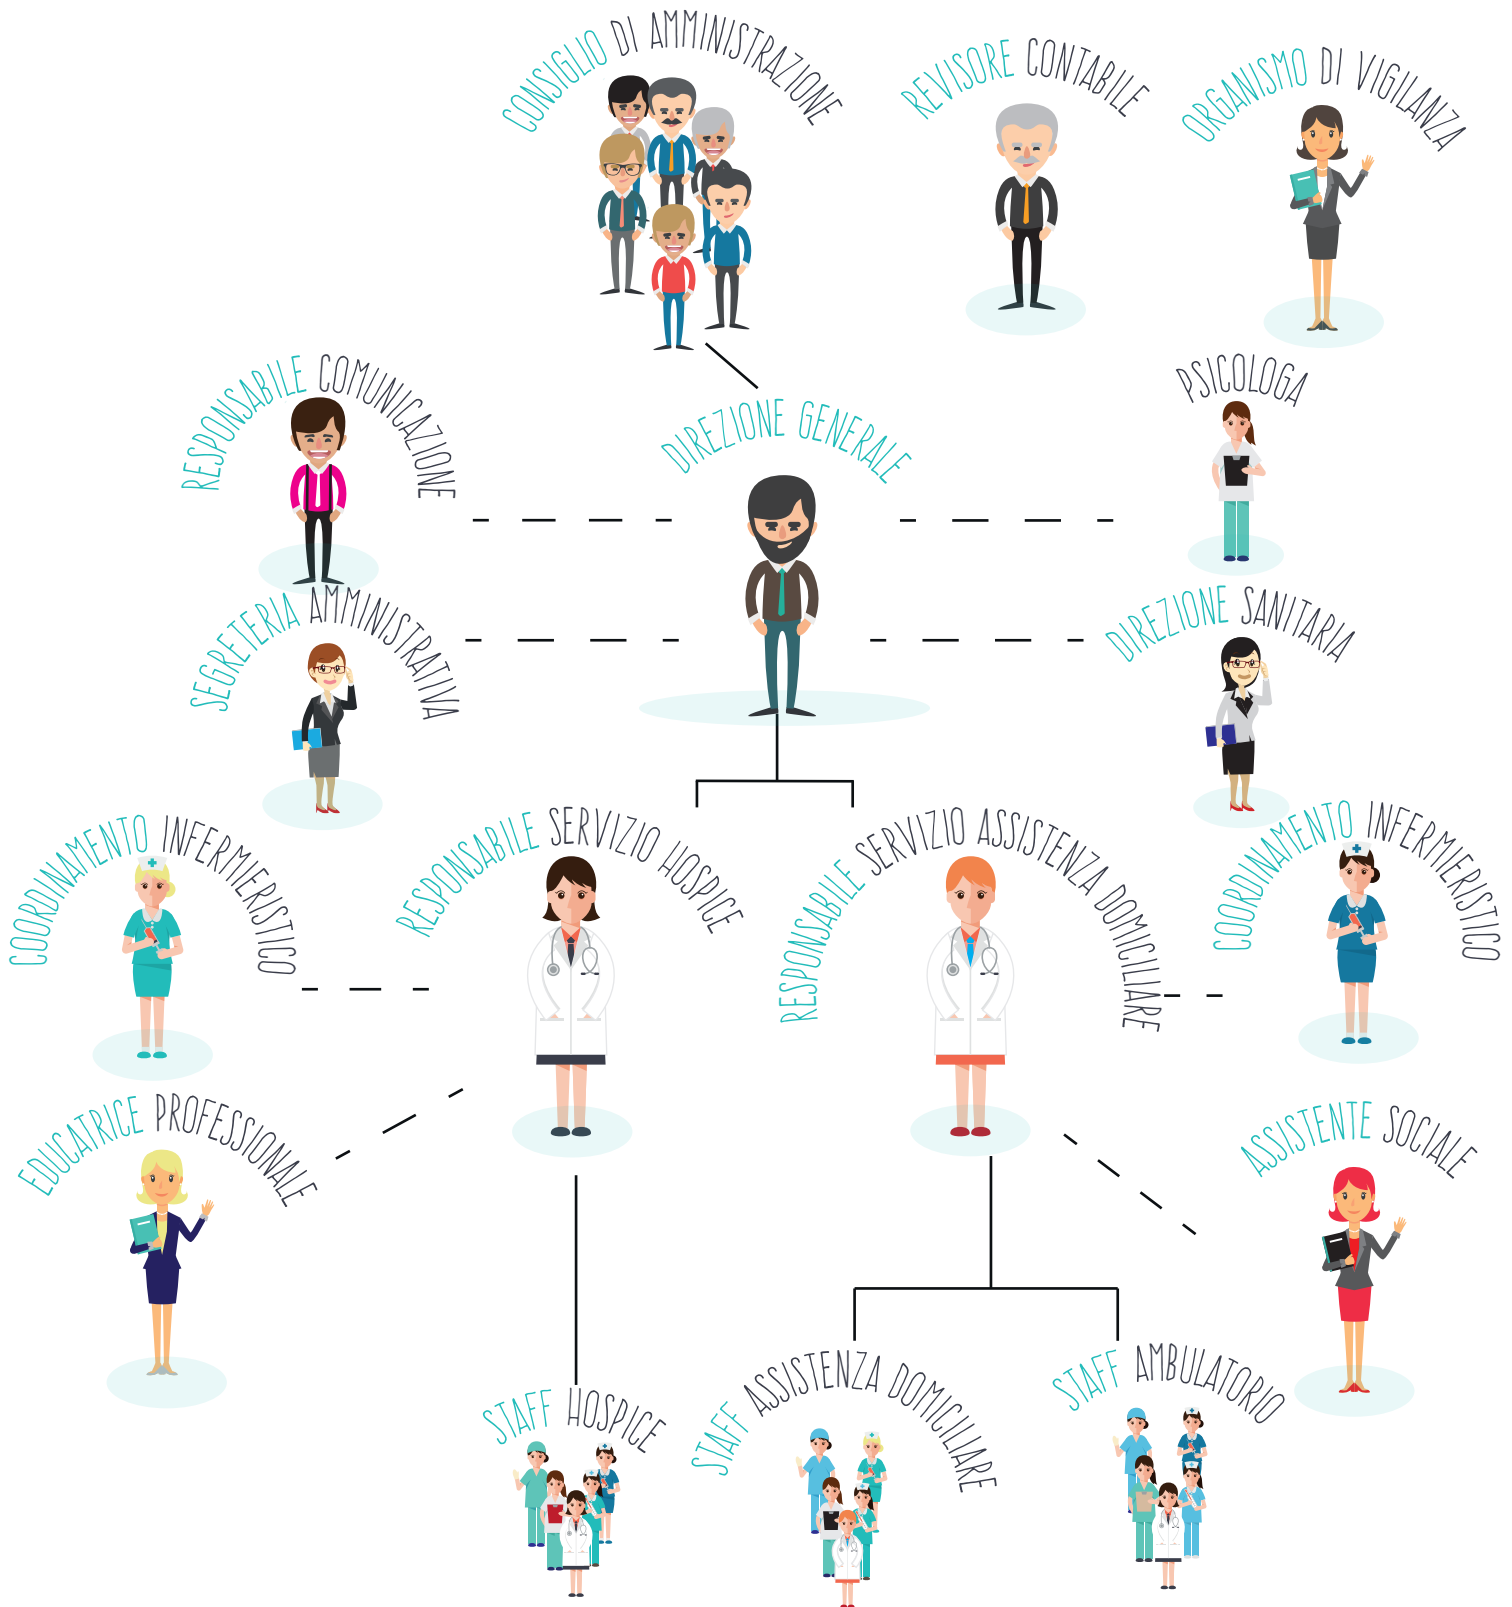 CONSIGLIO DI AMMINISTRAZIONE
REVISORE CONTABILE
ORGANISMO DI VIGILANZA
RESPONSABILE COMUNICAZIONE
DIREZIONE GENERALE
PSICOLOGA
SEGRETERIA AMMINISTRATIVA
DIREZIONE SANITARIA
COORDINAMENTO INFERMIERISTICO
RESPONSABILE SERVIZIO HOSPICE
RESPONSABILE SERVIZIO ASSISTENZA DOMICILIARE
COORDINAMENTO INFERMIERISTICO
EDUCATRICE PROFESSIONALE
ASSISTENTE SOCIALE
STAFF HOSPICE
STAFF ASSISTENZA DOMICILIARE
STAFF AMBULATORIO